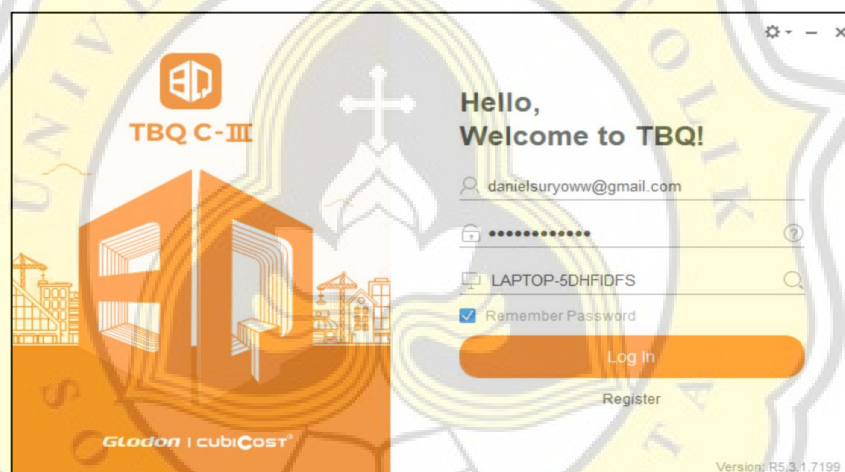 BQ
TBQ C-III
GLODON | CUBICOST®
Hello,
Welcome to TBQ!
danielsuryoww@gmail.com
••••••••••••
LAPTOP-5DHFIDFS
Remember Password
Log In
Register
Version: R5.3.1.7199